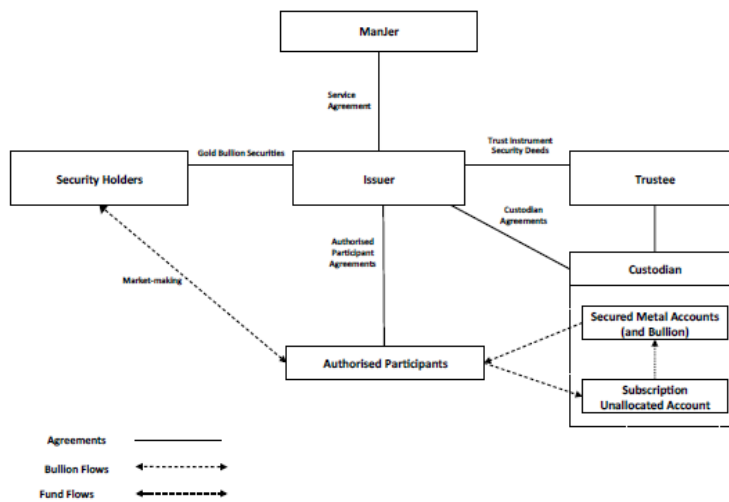 ManJer
Service
Agreement
Gold Bullion Securities
Trust Instrument
Security Deeds
Security Holders
Issuer
Trustee
Custodian
Agreements
Authorised
Participant
Agreements
Custodian
Market-making
Secured Metal Accounts
(and Bullion)
Authorised Participants
Subscription
Unallocated Account
Agreements
Bullion Flows
Fund Flows